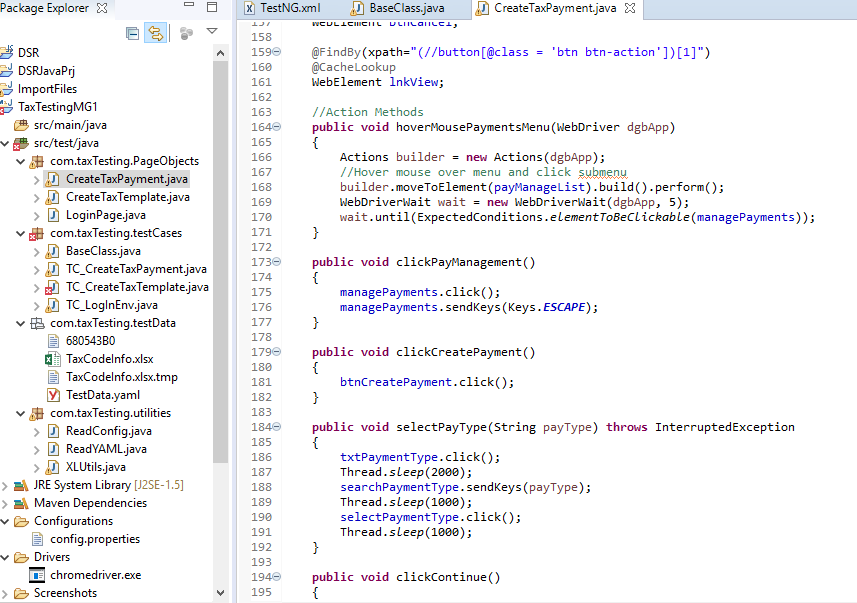 Package Explorer
TestNG.xml
BaseClass.java
CreateTaxPayment.java
DSR
DSRJavaPrj
ImportFiles
TaxTestingMG1
src/main/java
src/test/java
com.taxTesting.PageObjects
CreateTaxPayment.java
CreateTaxTemplate.java
LoginPage.java
com.taxTesting.testCases
BaseClass.java
TC_CreateTaxPayment.java
TC_CreateTaxTemplate.java
TC_LogInEnv.java
com.taxTesting.testData
680543B0
TaxCodeInfo.xlsx
TaxCodeInfo.xlsx.tmp
TestData.yaml
com.taxTesting.utilities
ReadConfig.java
ReadYAML.java
XLUtils.java
JRE System Library [J2SE-1.5]
Maven Dependencies
Configurations
config.properties
Drivers
chromedriver.exe
Screenshots
157 WebElement btnCancel;
158
159 @FindBy(xpath="(//button[@class = 'btn btn-action'])[1]")
160 @CacheLookup
161 WebElement lnkView;
162
163 //Action Methods
164 public void hoverMousePaymentsMenu(WebDriver dgbApp)
165 {
166 Actions builder = new Actions(dgbApp);
167 //Hover mouse over menu and click submenu
168 builder.moveToElement(payManageList).build().perform();
169 WebDriverWait wait = new WebDriverWait(dgbApp, 5);
170 wait.until(ExpectedConditions.elementToBeClickable(managePayments));
171 }
172
173 public void clickPayManagement()
174 {
175 managePayments.click();
176 managePayments.sendKeys(Keys.ESCAPE);
177 }
178
179 public void clickCreatePayment()
180 {
181 btnCreatePayment.click();
182 }
183
184 public void selectPayType(String payType) throws InterruptedException
185 {
186 txtPaymentType.click();
187 Thread.sleep(2000);
188 searchPaymentType.sendKeys(payType);
189 Thread.sleep(1000);
190 selectPaymentType.click();
191 Thread.sleep(1000);
192 }
193
194 public void clickContinue()
195 {